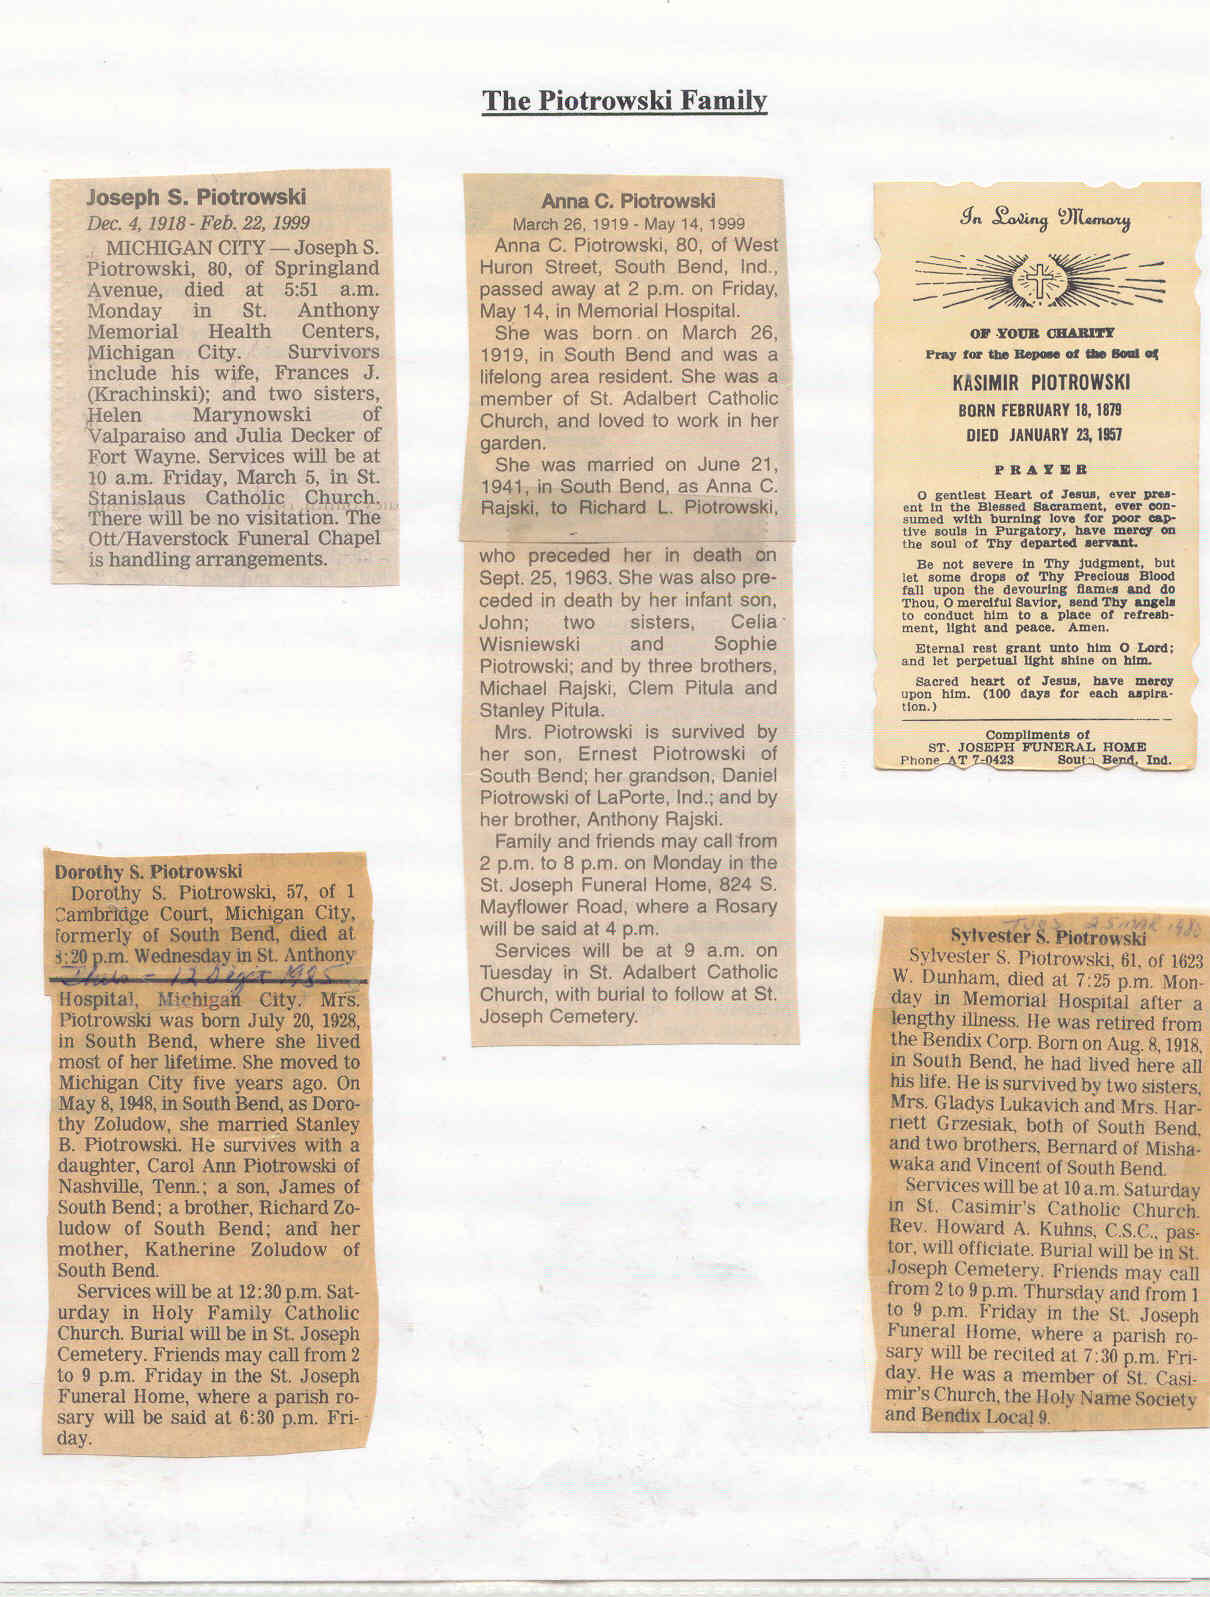 The Piotrowski Family
Joseph S. Piotrowski
Dec. 4, 1918 - Feb. 22, 1999
MICHIGAN CITY — Joseph S.
Piotrowski, 80, of Springland
Avenue, died at 5:51 a.m.
Monday in St. Anthony
Memorial Health Centers,
Michigan City. Survivors
include his wife, Frances J.
(Krachinski); and two sisters,
Helen Marynowski of
Valparaiso and Julia Decker of
Fort Wayne. Services will be at
10 a.m. Friday, March 5, in St.
Stanislaus Catholic Church.
There will be no visitation. The
Ott/Haverstock Funeral Chapel
is handling arrangements.
Anna C. Piotrowski
March 26, 1919 - May 14, 1999
Anna C. Piotrowski, 80, of West
Huron Street, South Bend, Ind.,
passed away at 2 p.m. on Friday,
May 14, in Memorial Hospital.
She was born on March 26,
1919, in South Bend and was a
lifelong area resident. She was a
member of St. Adalbert Catholic
Church, and loved to work in her
garden.
She was married on June 21,
1941, in South Bend, as Anna C.
Rajski, to Richard L. Piotrowski,
who preceded her in death on
Sept. 25, 1963. She was also pre-
ceded in death by her infant son,
John; two sisters, Celia
Wisniewski and Sophie
Piotrowski; and by three brothers,
Michael Rajski, Clem Pitula and
Stanley Pitula.
Mrs. Piotrowski is survived by
her son, Ernest Piotrowski of
South Bend; her grandson, Daniel
Piotrowski of LaPorte, Ind.; and by
her brother, Anthony Rajski.
Family and friends may call from
2 p.m. to 8 p.m. on Monday in the
St. Joseph Funeral Home, 824 S.
Mayflower Road, where a Rosary
will be said at 4 p.m.
Services will be at 9 a.m. on
Tuesday in St. Adalbert Catholic
Church, with burial to follow at St.
Joseph Cemetery.
In Loving Memory
OF YOUR CHARITY
Pray for the Repose of the Soul of
KASIMIR PIOTROWSKI
BORN FEBRUARY 18, 1879
DIED JANUARY 23, 1957
PRAYER
O gentlest Heart of Jesus, ever pres-
ent in the Blessed Sacrament, ever con-
sumed with burning love for poor cap-
tive souls in Purgatory, have mercy on
the soul of Thy departed servant.
Be not severe in Thy judgment, but
let some drops of Thy Precious Blood
fall upon the devouring flames and do
Thou, O merciful Savior, send Thy angels
to conduct him to a place of refresh-
ment, light and peace. Amen.
Eternal rest grant unto him O Lord;
and let perpetual light shine on him.
Sacred heart of Jesus, have mercy
upon him. (100 days for each aspira-
tion.)
Compliments of
ST. JOSEPH FUNERAL HOME
Phone AT 7-0423 South Bend, Ind.
Dorothy S. Piotrowski
Dorothy S. Piotrowski, 57, of 1
Cambridge Court, Michigan City,
formerly of South Bend, died at
8:20 p.m. Wednesday in St. Anthony
Thurs - 12 Sept 1985
Hospital, Michigan City. Mrs.
Piotrowski was born July 20, 1928,
in South Bend, where she lived
most of her lifetime. She moved to
Michigan City five years ago. On
May 8, 1948, in South Bend, as Doro-
thy Zoludow, she married Stanley
B. Piotrowski. He survives with a
daughter, Carol Ann Piotrowski of
Nashville, Tenn.; a son, James of
South Bend; a brother, Richard Zo-
ludow of South Bend; and her
mother, Katherine Zoludow of
South Bend.
Services will be at 12:30 p.m. Sat-
urday in Holy Family Catholic
Church. Burial will be in St. Joseph
Cemetery. Friends may call from 2
to 9 p.m. Friday in the St. Joseph
Funeral Home, where a parish ro-
sary will be said at 6:30 p.m. Fri-
day.
TUES 25 MAR 1980
Sylvester S. Piotrowski
Sylvester S. Piotrowski, 61, of 1623
W. Dunham, died at 7:25 p.m. Mon-
day in Memorial Hospital after a
lengthy illness. He was retired from
the Bendix Corp. Born on Aug. 8, 1918,
in South Bend, he had lived here all
his life. He is survived by two sisters,
Mrs. Gladys Lukavich and Mrs. Har-
riett Grzesiak, both of South Bend,
and two brothers, Bernard of Misha-
waka and Vincent of South Bend.
Services will be at 10 a.m. Saturday
in St. Casimir's Catholic Church.
Rev. Howard A. Kuhns, C.S.C., pas-
tor, will officiate. Burial will be in St.
Joseph Cemetery. Friends may call
from 2 to 9 p.m. Thursday and from 1
to 9 p.m. Friday in the St. Joseph
Funeral Home, where a parish ro-
sary will be recited at 7:30 p.m. Fri-
day. He was a member of St. Casi-
mir's Church, the Holy Name Society
and Bendix Local 9.